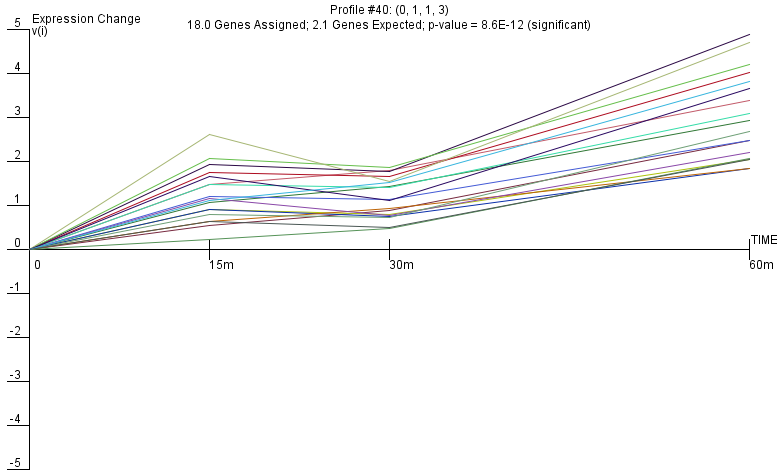 Profile #40: (0, 1, 1, 3)
Expression Change
18.0 Genes Assigned; 2.1 Genes Expected; p-value = 8.6E-12 (significant)
v(i)
5
4
3
2
1
0
TIME
0 15m 30m 60m
-1
-2
-3
-4
-5